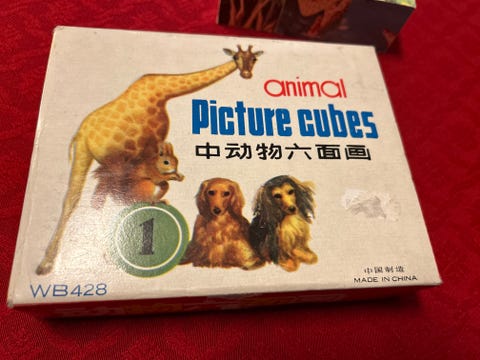 animal
Picture cubes
中动物六面画
1
中国制造
MADE IN CHINA
WB428